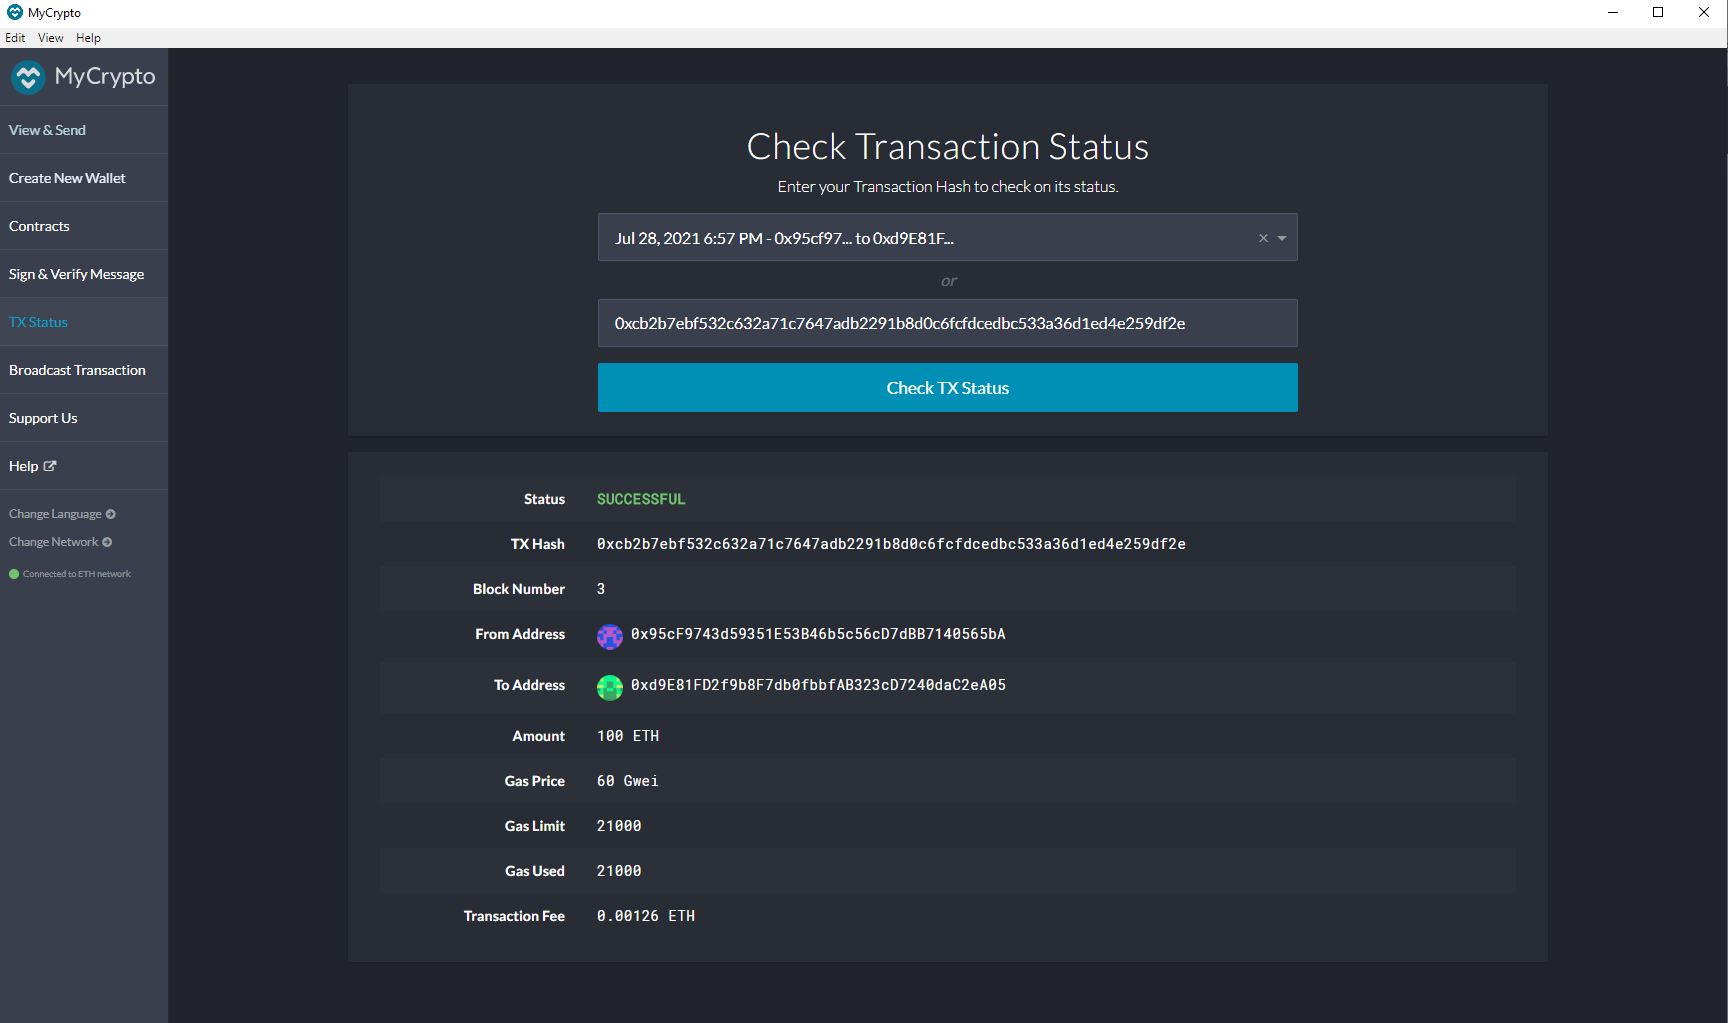 MyCrypto
Edit View Help
MyCrypto
View & Send
Create New Wallet
Contracts
Sign & Verify Message
TX Status
Broadcast Transaction
Support Us
Help
Change Language
Change Network
Connected to ETH network
Check Transaction Status
Enter your Transaction Hash to check on its status.
Jul 28, 2021 6:57 PM - 0x95cf97... to 0xd9E81F...
or
0xcb2b7ebf532c632a71c7647adb2291b8d0c6fcfdcedbc533a36d1ed4e259df2e
Check TX Status
Status SUCCESSFUL
TX Hash 0xcb2b7ebf532c632a71c7647adb2291b8d0c6fcfdcedbc533a36d1ed4e259df2e
Block Number 3
From Address 0x95cF9743d59351E53B46b5c56cD7dBB7140565bA
To Address 0xd9E81FD2f9b8F7db0fbbfAB323cD7240daC2eA05
Amount 100 ETH
Gas Price 60 Gwei
Gas Limit 21000
Gas Used 21000
Transaction Fee 0.00126 ETH